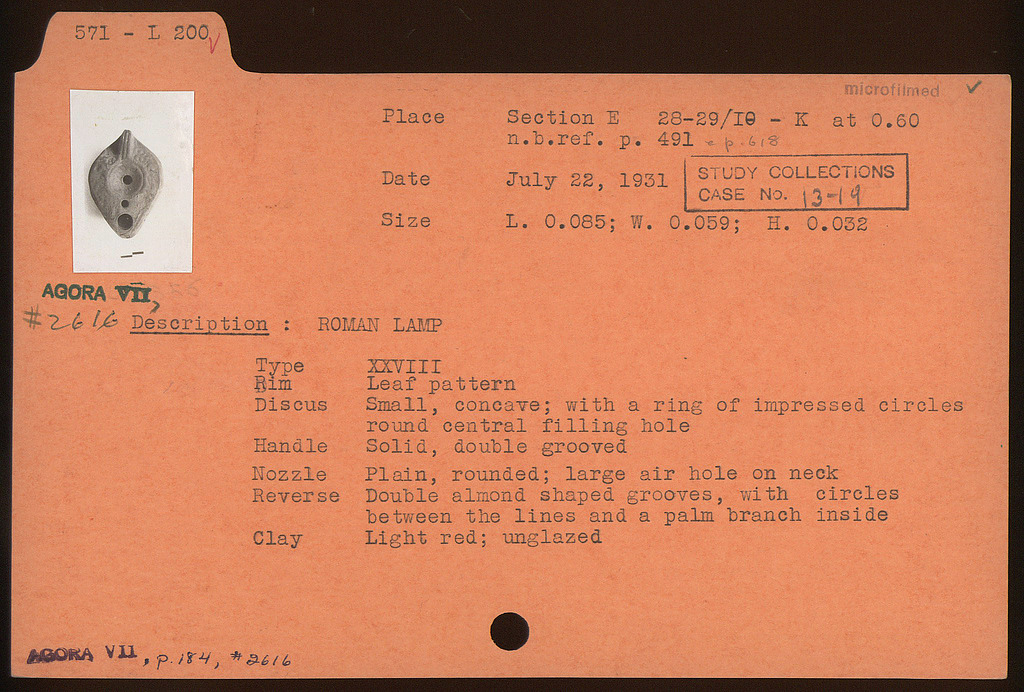 571 - L 200
microfilmed ✓
Place Section E 28-29/IΘ - K at 0.60
n.b.ref. p. 491 p. 618
Date July 22, 1931
STUDY COLLECTIONS
CASE No. 13-19
Size L. 0.085; W. 0.059; H. 0.032
AGORA VII,
#2616
Description : ROMAN LAMP
Type XXVIII
Rim Leaf pattern
Discus Small, concave; with a ring of impressed circles
round central filling hole
Handle Solid, double grooved
Nozzle Plain, rounded; large air hole on neck
Reverse Double almond shaped grooves, with circles
between the lines and a palm branch inside
Clay Light red; unglazed
AGORA VII, p. 184, #2616